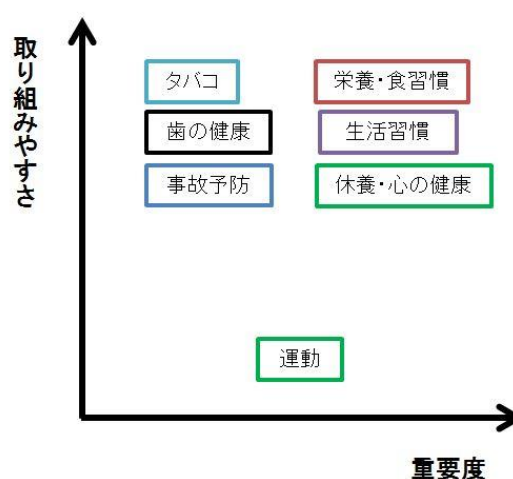 取り組みやすさ
タバコ
栄養・食習慣
歯の健康
生活習慣
事故予防
休養・心の健康
運動
重要度